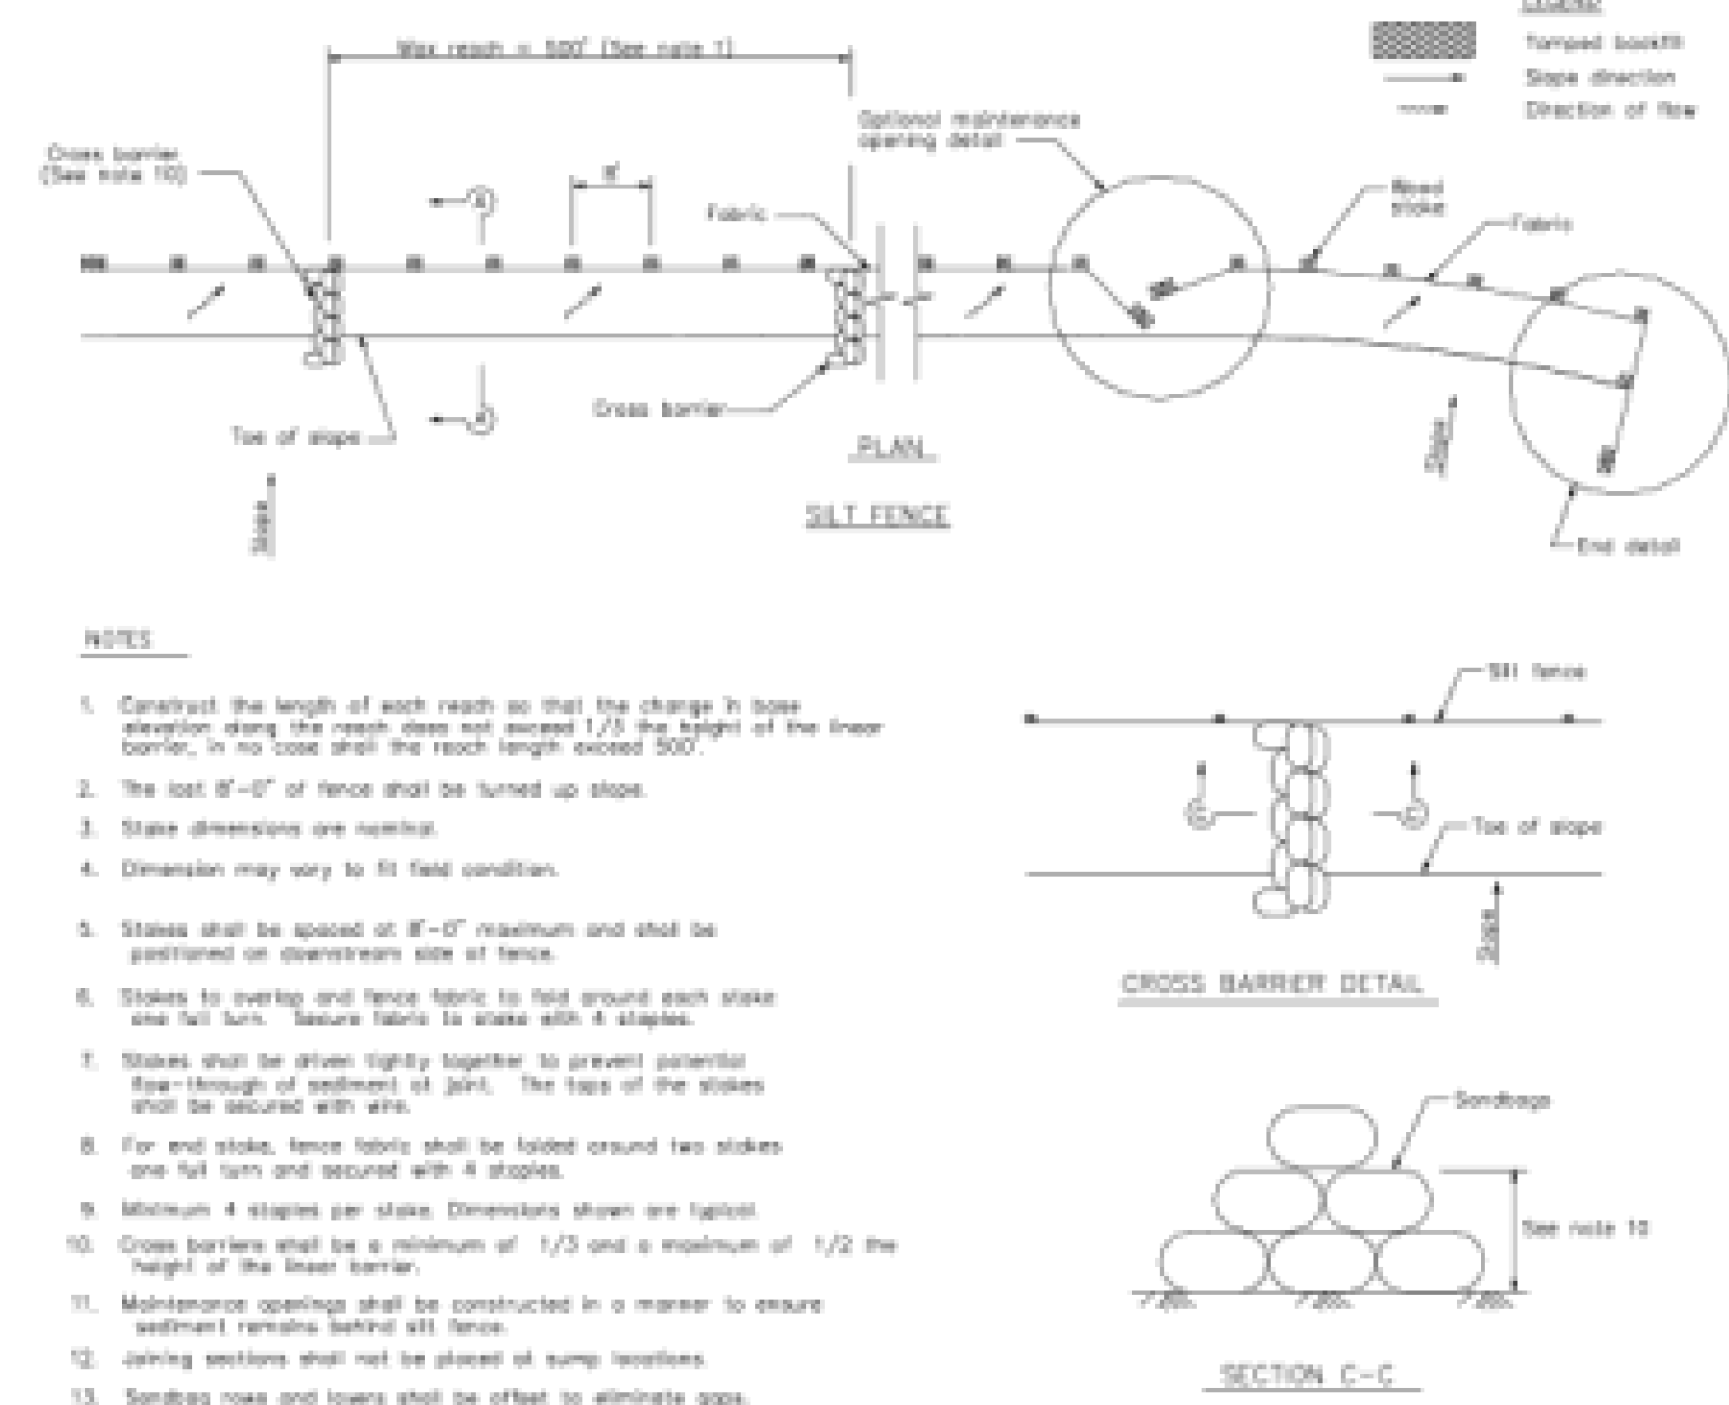 LEGEND
Tamped backfill
Slope direction
Direction of flow
Max reach = 500' (See note 1)
Optional maintenance
opening detail
Cross barrier
(See note 10)
8'
Fabric
Wood
stake
Fabric
A
Cross barrier
A
Toe of slope
PLAN
Slope
Slope
SILT FENCE
End detail
NOTES
1. Construct the length of each reach so that the change in base
elevation along the reach does not exceed 1/3 the height of the linear
barrier, in no case shall the reach length exceed 500'.
2. The last 8'-0" of fence shall be turned up slope.
3. Stake dimensions are nominal.
4. Dimension may vary to fit field condition.
5. Stakes shall be spaced at 8'-0" maximum and shall be
positioned on downstream side of fence.
6. Stakes to overlap and fence fabric to fold around each stake
one full turn. Secure fabric to stake with 4 staples.
7. Stakes shall be driven tightly together to prevent potential
flow-through of sediment at joint. The tops of the stakes
shall be secured with wire.
8. For end stake, fence fabric shall be folded around two stakes
one full turn and secured with 4 staples.
9. Minimum 4 staples per stake. Dimensions shown are typical.
10. Cross barriers shall be a minimum of 1/3 and a maximum of 1/2 the
height of the linear barrier.
11. Maintenance openings shall be constructed in a manner to ensure
sediment remains behind silt fence.
12. Joining sections shall not be placed at sump locations.
13. Sandbag rows and layers shall be offset to eliminate gaps.
Silt fence
C
C
Toe of slope
Slope
CROSS BARRIER DETAIL
Sandbags
See note 10
SECTION C-C